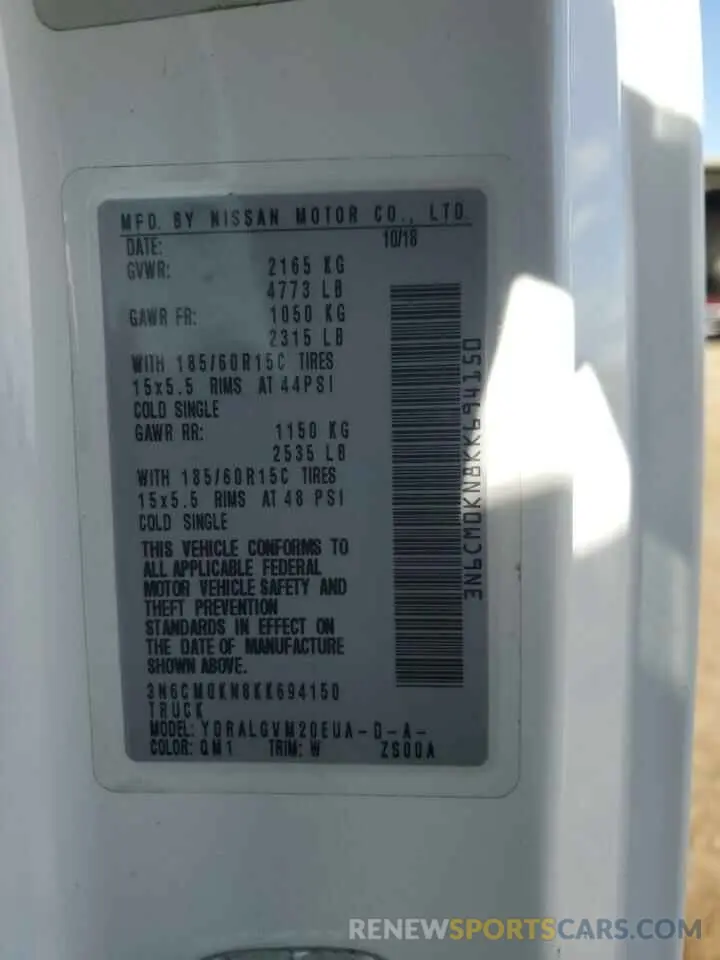 MFD. BY NISSAN MOTOR CO., LTD.
DATE: 10/18
GVWR: 2165 KG
4773 LB
GAWR FR: 1050 KG
2315 LB
WITH 185/60R15C TIRES
15x5.5 RIMS AT 44PSI
COLD SINGLE
GAWR RR: 1150 KG
2535 LB
WITH 185/60R15C TIRES
15x5.5 RIMS AT 48 PSI
COLD SINGLE
THIS VEHICLE CONFORMS TO
ALL APPLICABLE FEDERAL
MOTOR VEHICLE SAFETY AND
THEFT PREVENTION
STANDARDS IN EFFECT ON
THE DATE OF MANUFACTURE
SHOWN ABOVE.
3N6CM0KN8KK694150
TRUCK
MODEL: YDRALGVM20EUA-D-A-
COLOR: QM1 TRIM: W ZS00A
3N6CM0KN8KK694150
RENEWSPORTSCARS.COM